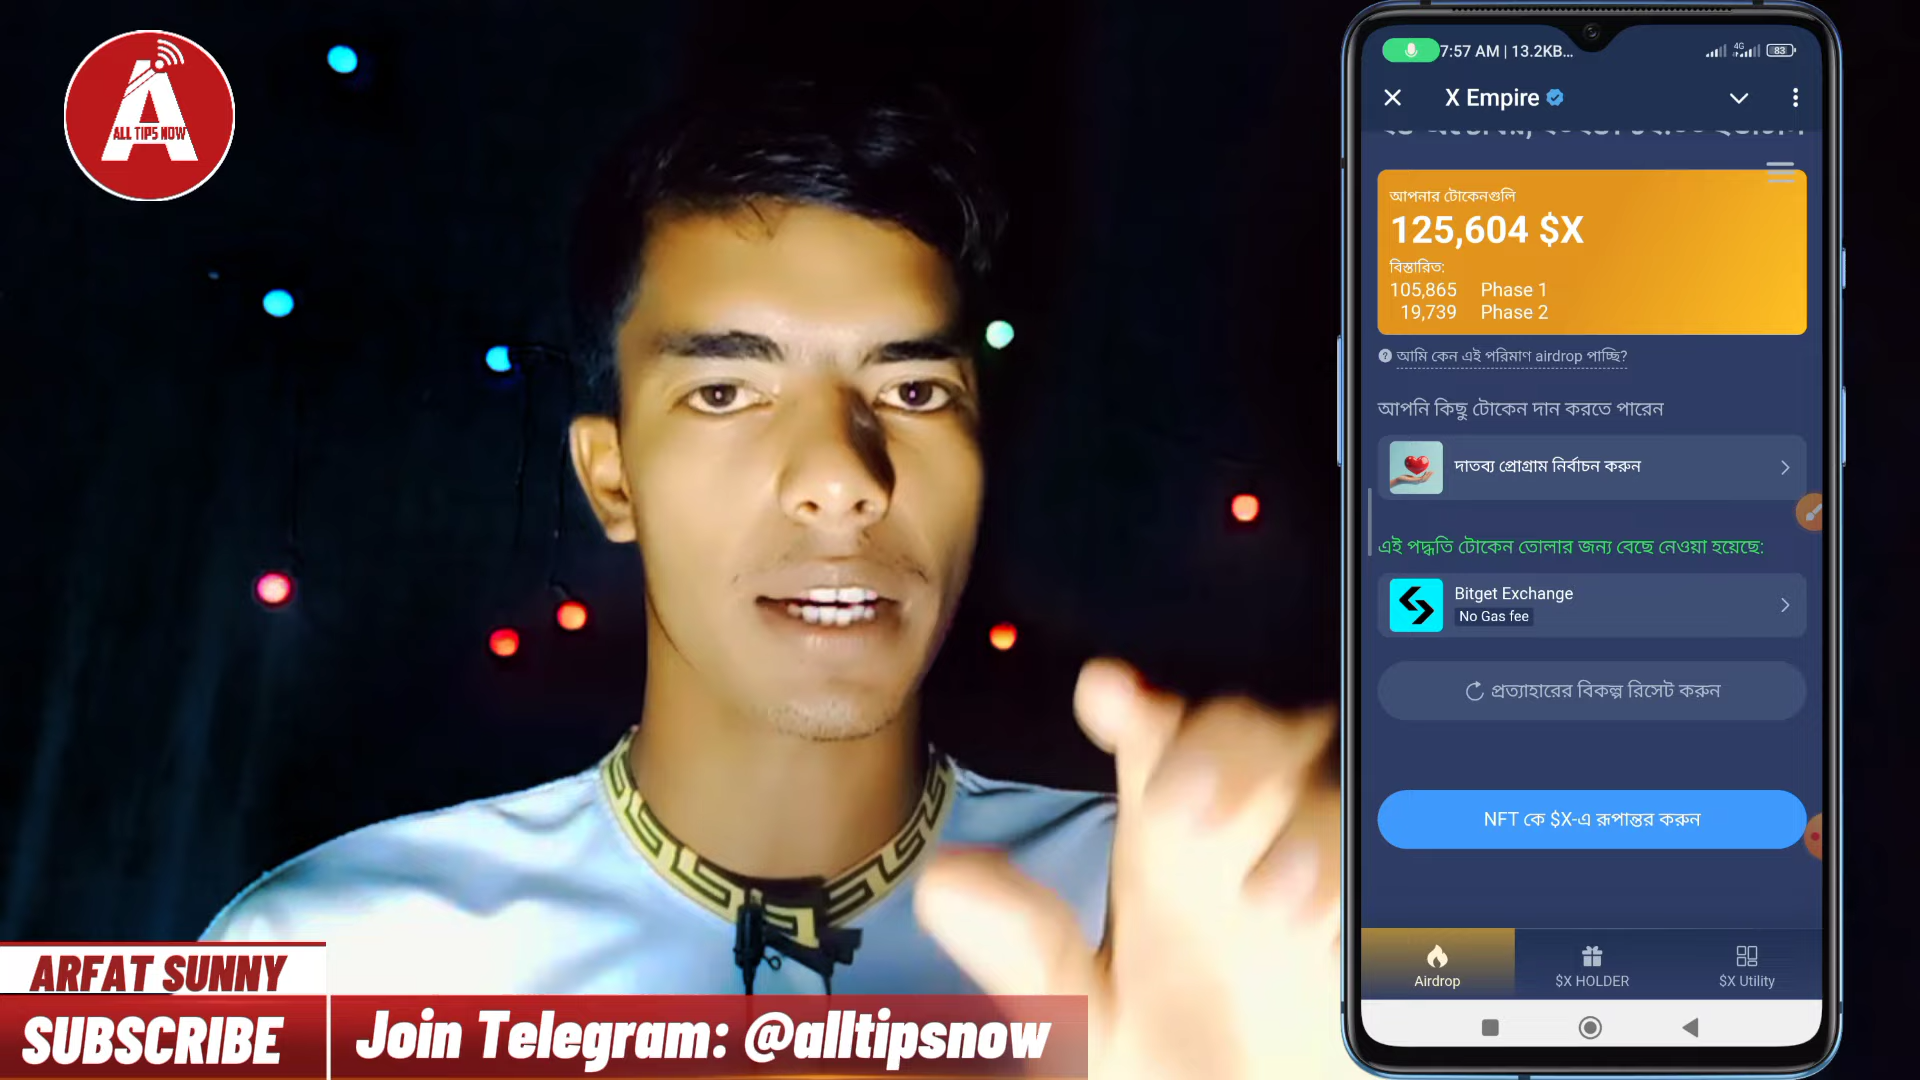 ALL TIPS NOW
ARFAT SUNNY
SUBSCRIBE
Join Telegram: @alltipsnow
7:57 AM | 13.2KB...
4G
83
X Empire
আপনার টোকেনগুলি
125,604 $X
বিস্তারিত:
105,865 Phase 1
19,739 Phase 2
আমি কেন এই পরিমাণ airdrop পাচ্ছি?
আপনি কিছু টোকেন দান করতে পারেন
দাতব্য প্রোগ্রাম নির্বাচন করুন
এই পদ্ধতি টোকেন তোলার জন্য বেছে নেওয়া হয়েছে:
Bitget Exchange
No Gas fee
প্রত্যাহারের বিকল্প রিসেট করুন
NFT কে $X-এ রূপান্তর করুন
Airdrop
$X HOLDER
$X Utility